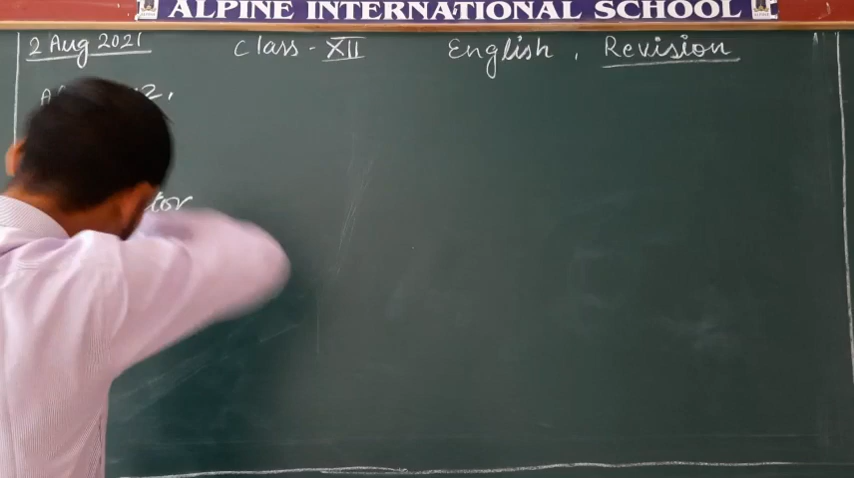 ALPINE INTERNATIONAL SCHOOL
2 Aug 2021 Class - XII English, Revision